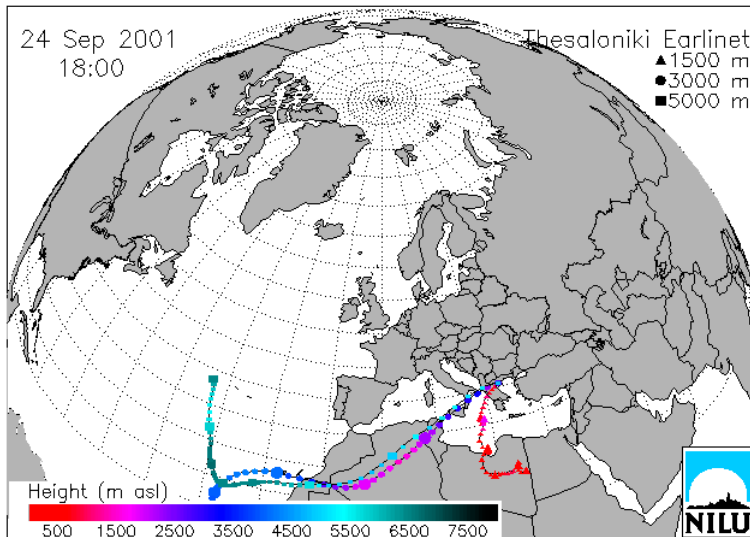 24 Sep 2001
18:00
Thesaloniki Earlinet
1500 m
3000 m
5000 m
Height (m asl)
500 1500 2500 3500 4500 5500 6500 7500
NILU